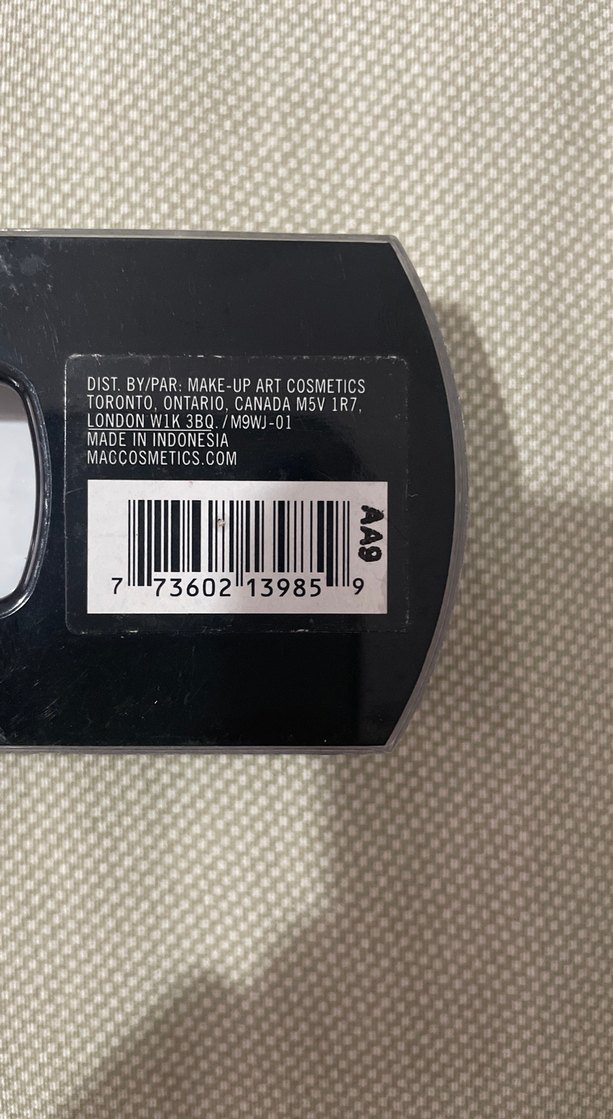 DIST. BY/PAR: MAKE-UP ART COSMETICS
TORONTO, ONTARIO, CANADA M5V 1R7,
LONDON W1K 3BQ. / M9WJ-01
MADE IN INDONESIA
MACCOSMETICS.COM
AA9
7 73602 13985 9